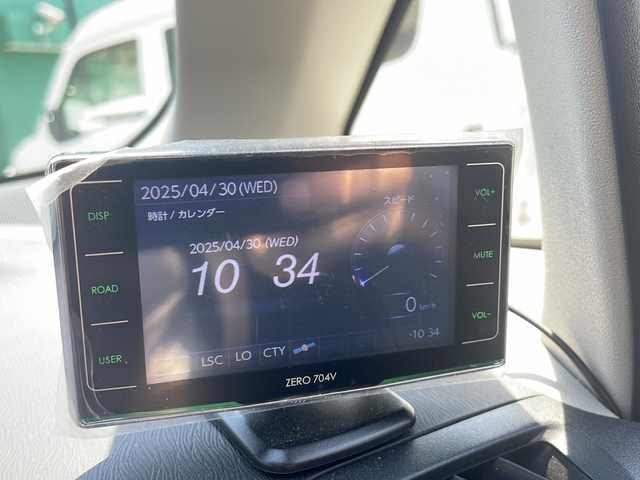 2025/04/30 (WED)
時計 / カレンダー
スピード
2025/04/30 (WED)
10 34
0 km/h
-10:34
LSC LO CTY
DISP
ROAD
USER
VOL+
MUTE
VOL-
ZERO 704V